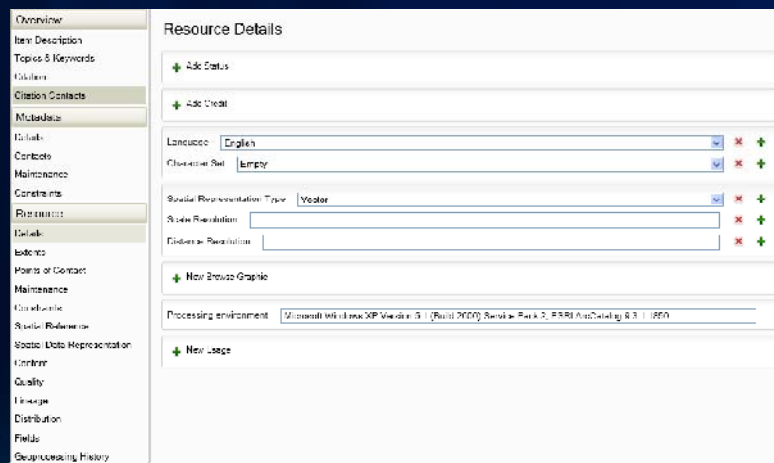 Overview
Item Description
Topics & Keywords
Citation
Citation Contacts
Metadata
Details
Contacts
Maintenance
Constraints
Resource
Details
Extents
Points of Contact
Maintenance
Constraints
Spatial Reference
Spatial Data Representation
Content
Quality
Lineage
Distribution
Fields
Geoprocessing History
Resource Details
Add Status
Add Credit
Language English
Character Set Empty
Spatial Representation Type Vector
Scale Resolution
Distance Resolution
New Browse Graphic
Processing environment Microsoft Windows XP Version 5.1 (Build 2600) Service Pack 2; ESRI ArcCatalog 9.3.1.1850
New Usage